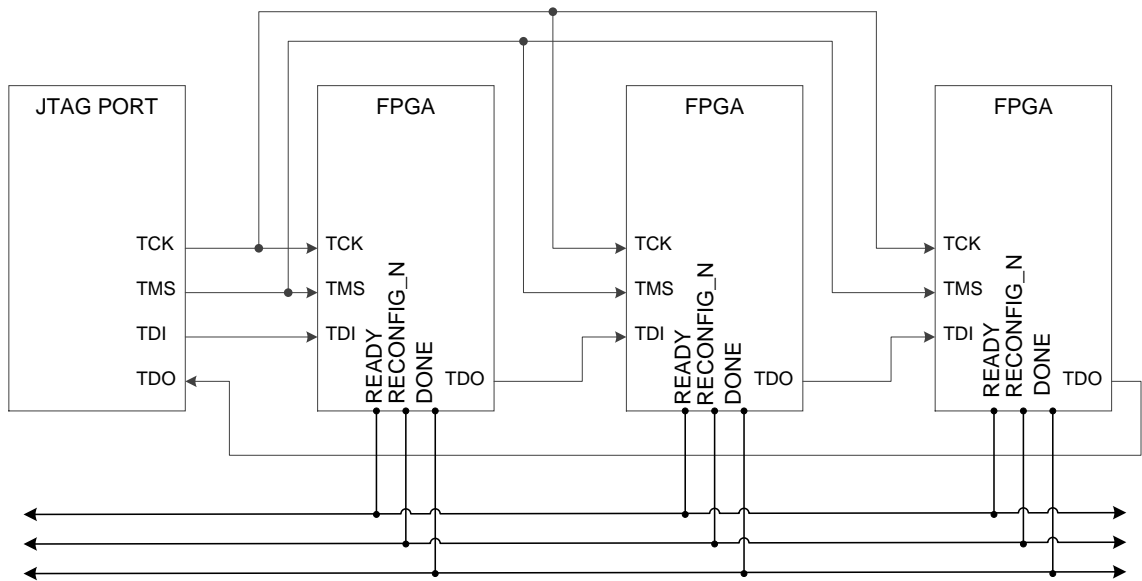 JTAG PORT
TCK
TMS
TDI
TDO
FPGA
TCK
TMS
TDI
READY
RECONFIG_N
DONE
TDO
FPGA
TCK
TMS
TDI
READY
RECONFIG_N
DONE
TDO
FPGA
TCK
TMS
TDI
READY
RECONFIG_N
DONE
TDO